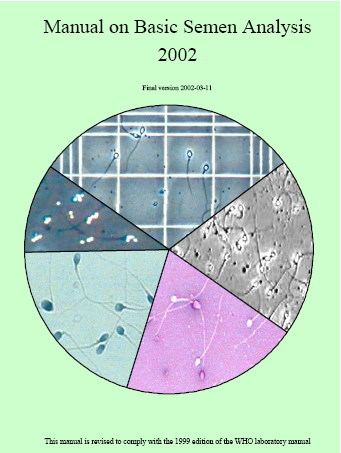 Manual on Basic Semen Analysis
2002
Final version 2002-03-11
This manual is revised to comply with the 1999 edition of the WHO laboratory manual